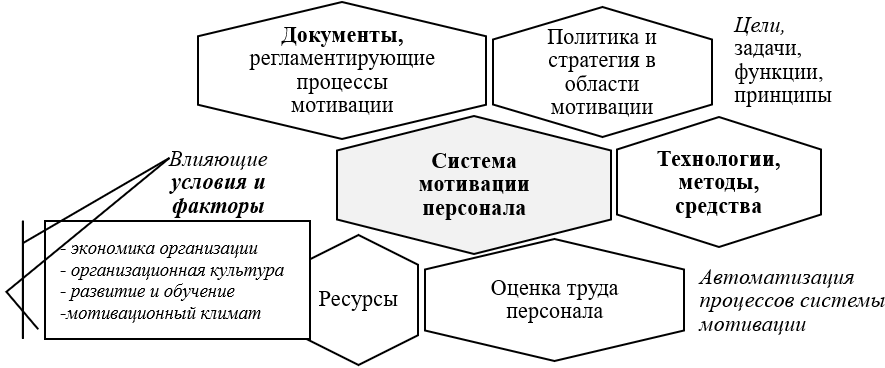 Документы,
регламентирующие
процессы
мотивации
Политика и
стратегия в
области
мотивации
Цели,
задачи,
функции,
принципы
Влияющие
условия и
факторы
Система
мотивации
персонала
Технологии,
методы,
средства
- экономика организации
- организационная культура
- развитие и обучение
-мотивационный климат
Ресурсы
Оценка труда
персонала
Автоматизация
процессов системы
мотивации